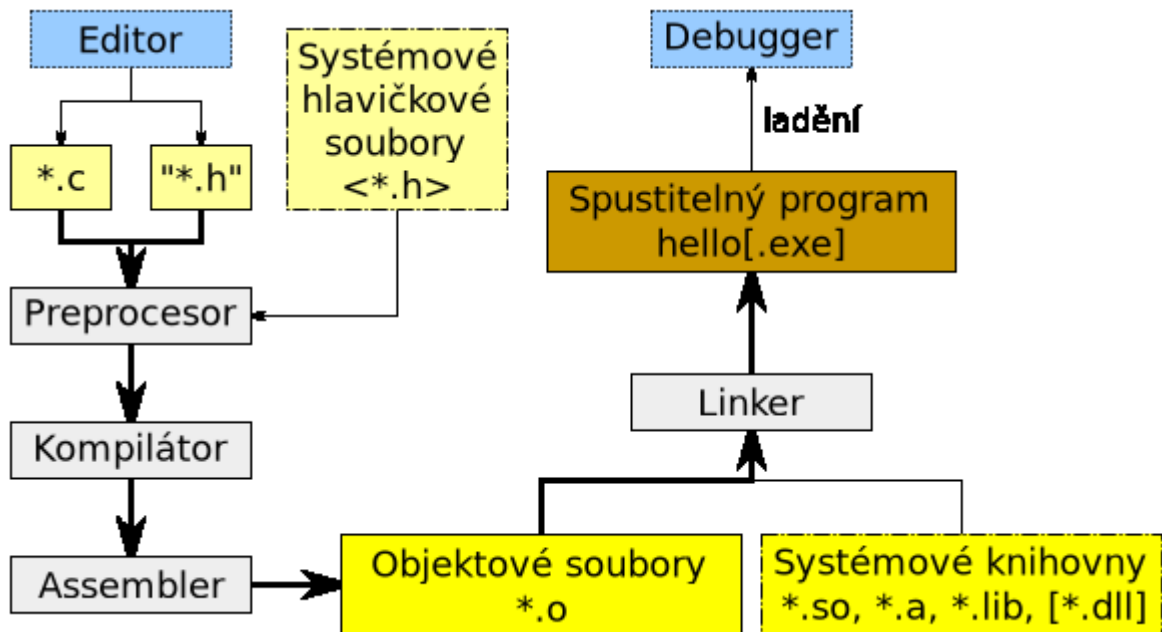 Editor
*.c
"*.h"
Systémové
hlavičkové
soubory
<*.h>
Preprocesor
Kompilátor
Assembler
Objektové soubory
*.o
Systémové knihovny
*.so, *.a, *.lib, [*.dll]
Linker
Spustitelný program
hello[.exe]
ladění
Debugger